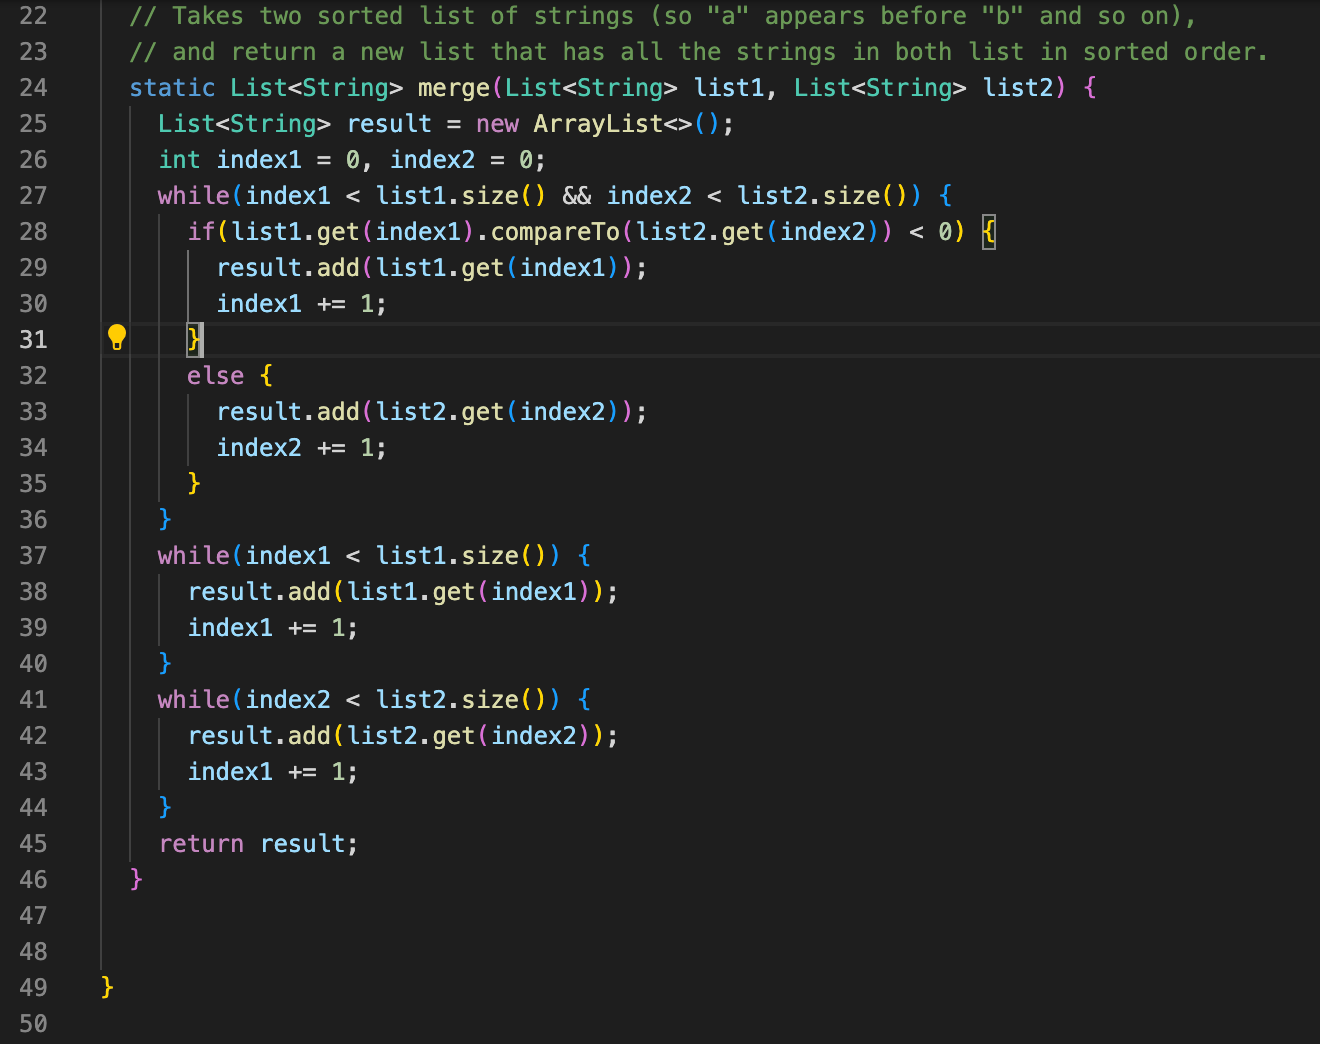 22 // Takes two sorted list of strings (so "a" appears before "b" and so on),
23 // and return a new list that has all the strings in both list in sorted order.
24 static List<String> merge(List<String> list1, List<String> list2) {
25 List<String> result = new ArrayList<>();
26 int index1 = 0, index2 = 0;
27 while(index1 < list1.size() && index2 < list2.size()) {
28 if(list1.get(index1).compareTo(list2.get(index2)) < 0) {
29 result.add(list1.get(index1));
30 index1 += 1;
31 }
32 else {
33 result.add(list2.get(index2));
34 index2 += 1;
35 }
36 }
37 while(index1 < list1.size()) {
38 result.add(list1.get(index1));
39 index1 += 1;
40 }
41 while(index2 < list2.size()) {
42 result.add(list2.get(index2));
43 index1 += 1;
44 }
45 return result;
46 }
47
48
49 }
50